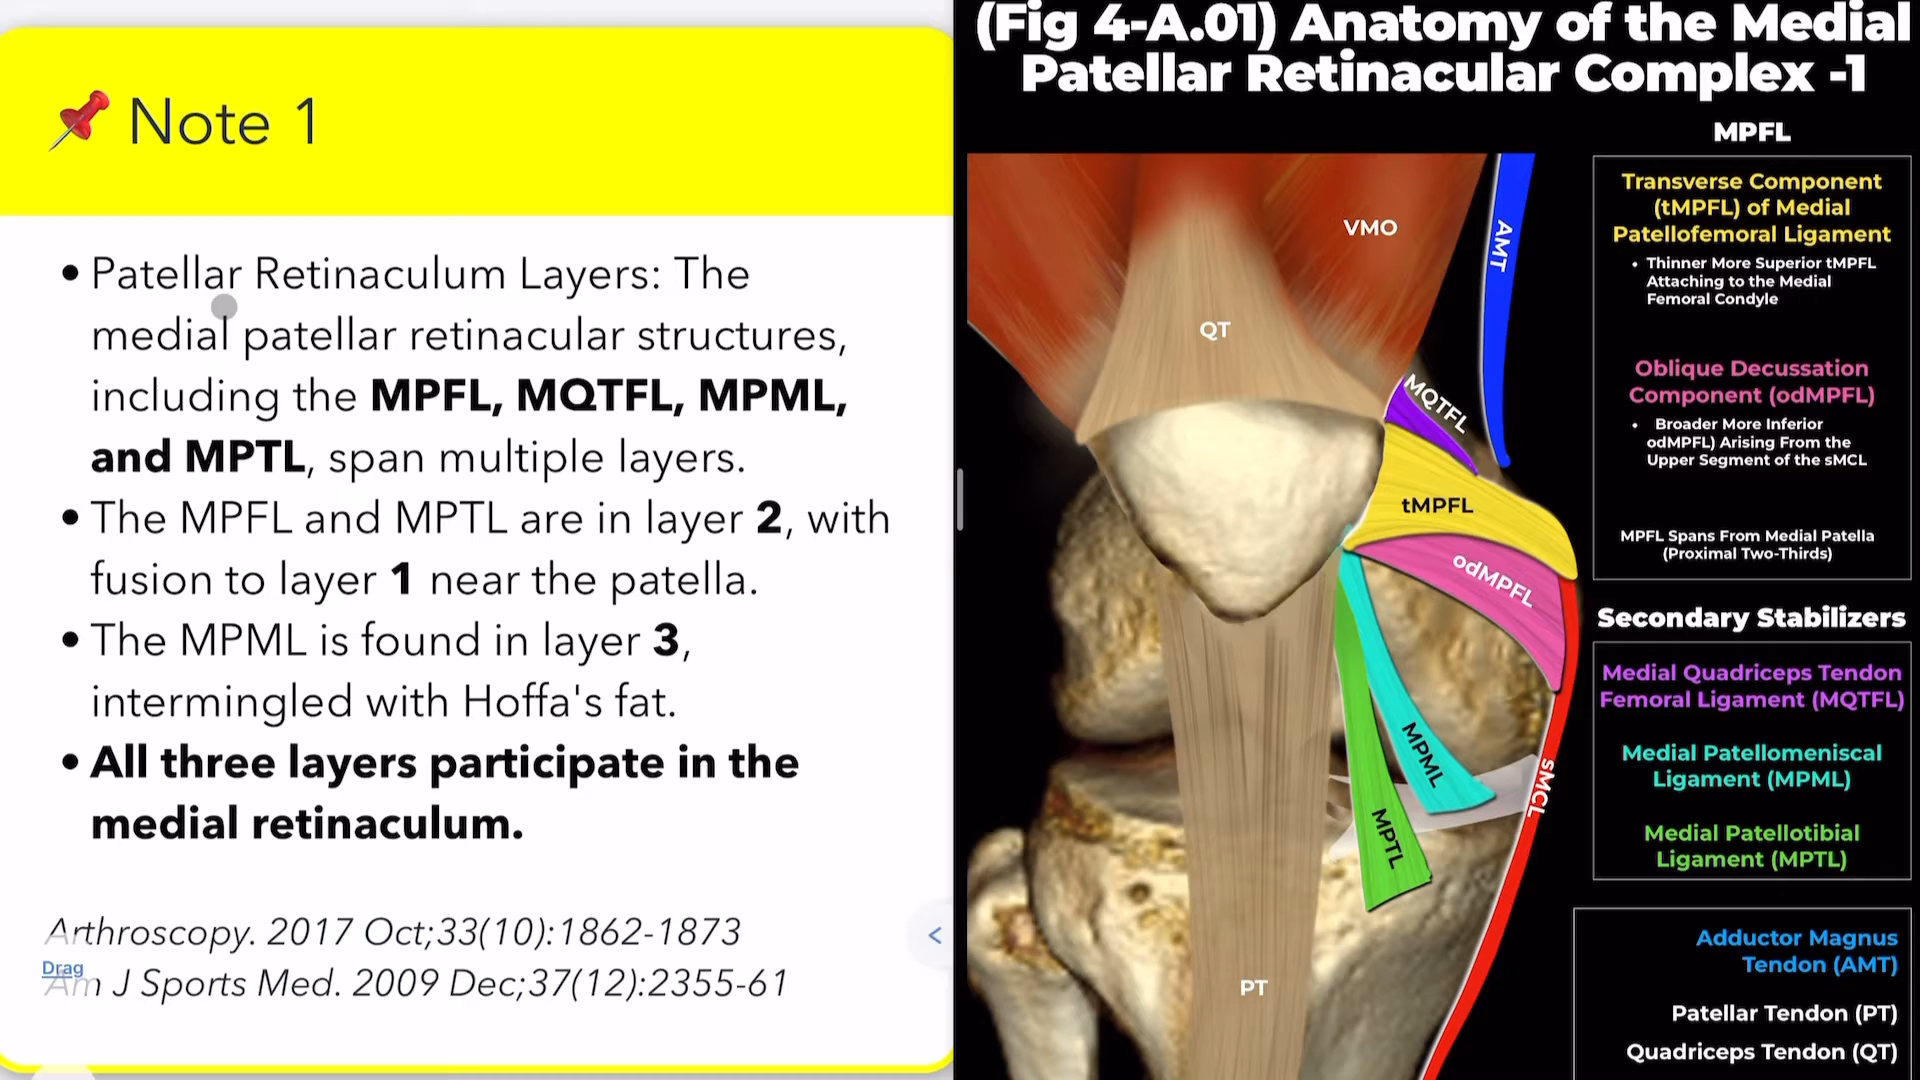 📌 Note 1
• Patellar Retinaculum Layers: The
medial patellar retinacular structures,
including the MPFL, MQTFL, MPML,
and MPTL, span multiple layers.
• The MPFL and MPTL are in layer 2, with
fusion to layer 1 near the patella.
• The MPML is found in layer 3,
intermingled with Hoffa's fat.
• All three layers participate in the
medial retinaculum.
Arthroscopy. 2017 Oct;33(10):1862-1873
Drag
Am J Sports Med. 2009 Dec;37(12):2355-61
<
(Fig 4-A.01) Anatomy of the Medial
Patellar Retinacular Complex -1
VMO
AMT
QT
MQTFL
tMPFL
odMPFL
MPML
MPTL
sMCL
PT
MPFL
Transverse Component
(tMPFL) of Medial
Patellofemoral Ligament
• Thinner More Superior tMPFL
Attaching to the Medial
Femoral Condyle
Oblique Decussation
Component (odMPFL)
• Broader More Inferior
odMPFL) Arising From the
Upper Segment of the sMCL
MPFL Spans From Medial Patella
(Proximal Two-Thirds)
Secondary Stabilizers
Medial Quadriceps Tendon
Femoral Ligament (MQTFL)
Medial Patellomeniscal
Ligament (MPML)
Medial Patellotibial
Ligament (MPTL)
Adductor Magnus
Tendon (AMT)
Patellar Tendon (PT)
Quadriceps Tendon (QT)